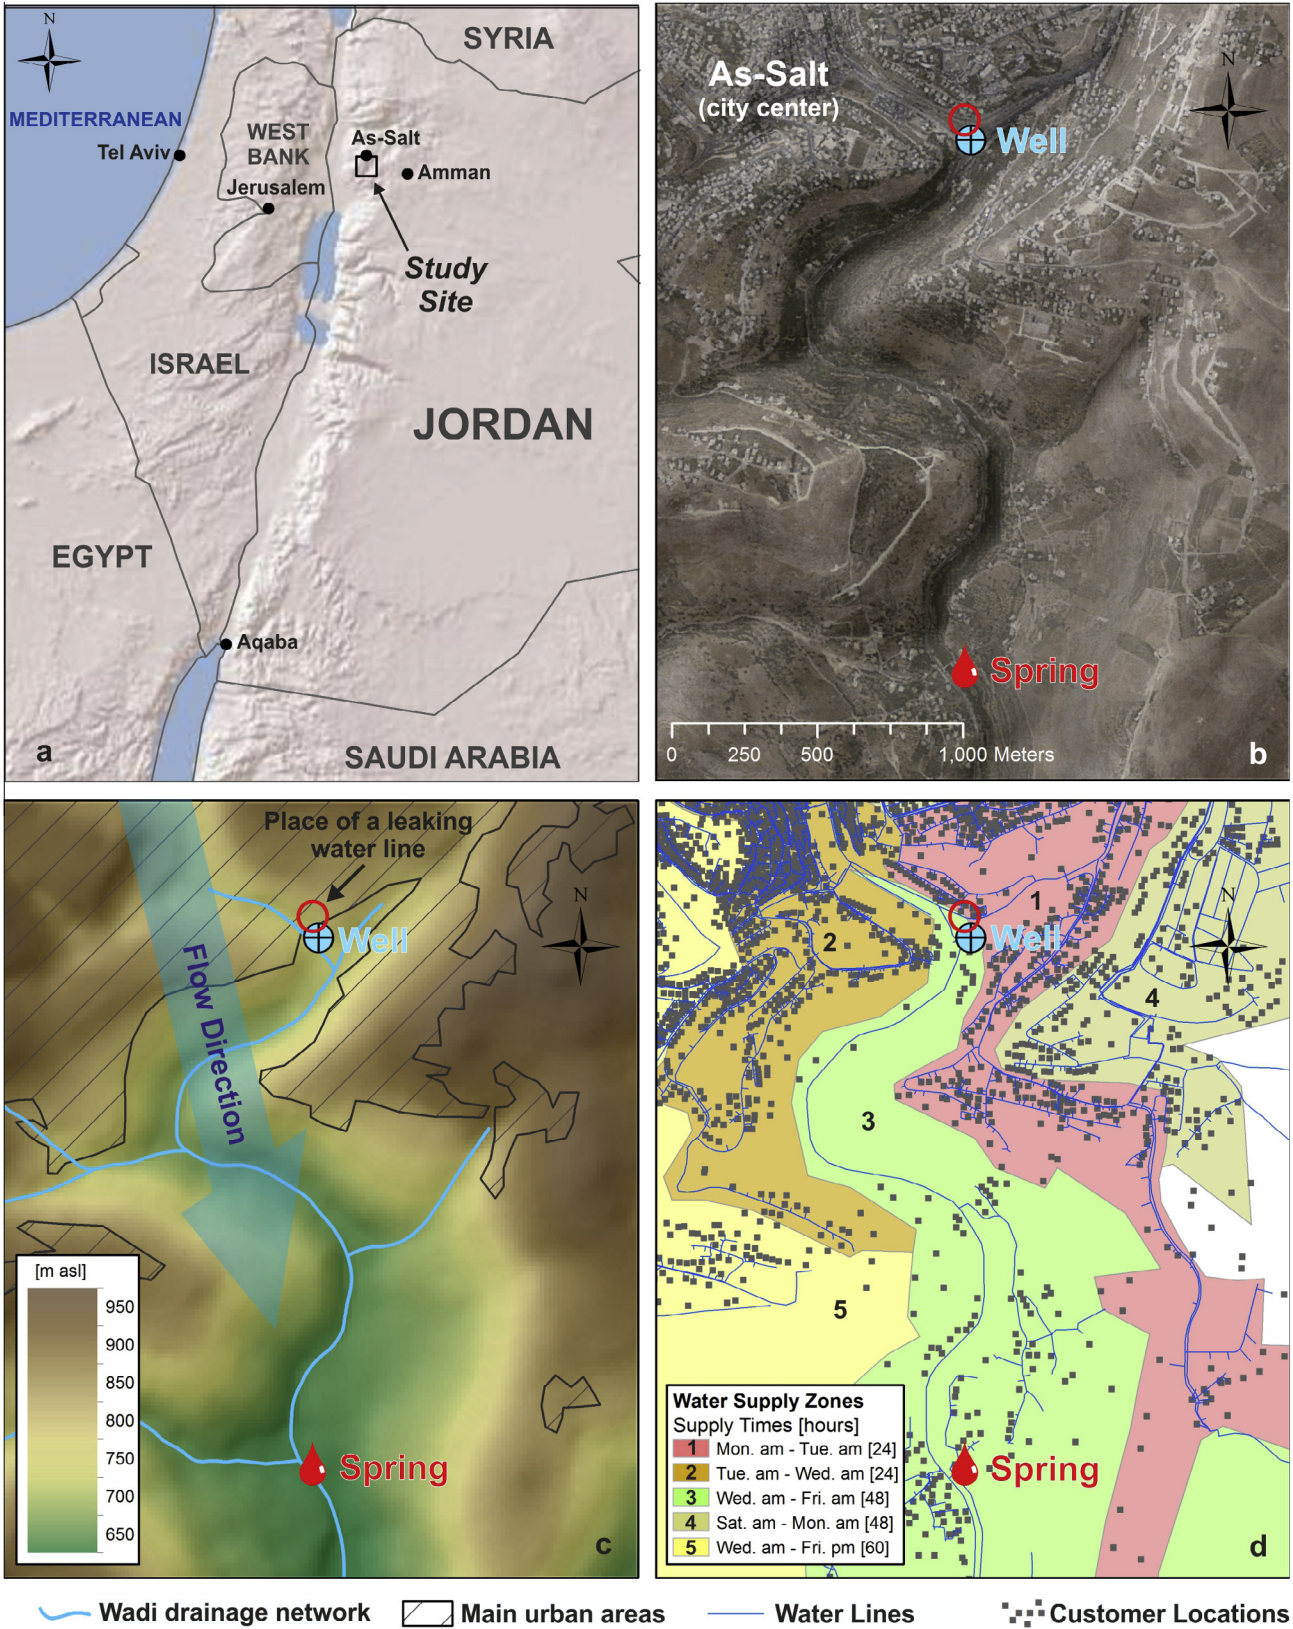 N
SYRIA
MEDITERRANEAN
Tel Aviv
WEST
BANK
As-Salt
Amman
Jerusalem
Study
Site
ISRAEL
JORDAN
EGYPT
Aqaba
SAUDI ARABIA
a
As-Salt
(city center)
N
Well
Spring
0 250 500 1,000 Meters
b
Place of a leaking
water line
N
Well
Flow Direction
[m asl]
950
900
850
800
750
700
650
Spring
c
1
N
2
Well
4
3
5
Water Supply Zones
Supply Times [hours]
1 Mon. am - Tue. am [24]
2 Tue. am - Wed. am [24]
3 Wed. am - Fri. am [48]
4 Sat. am - Mon. am [48]
5 Wed. am - Fri. pm [60]
Spring
d
Wadi drainage network
Main urban areas
Water Lines
Customer Locations